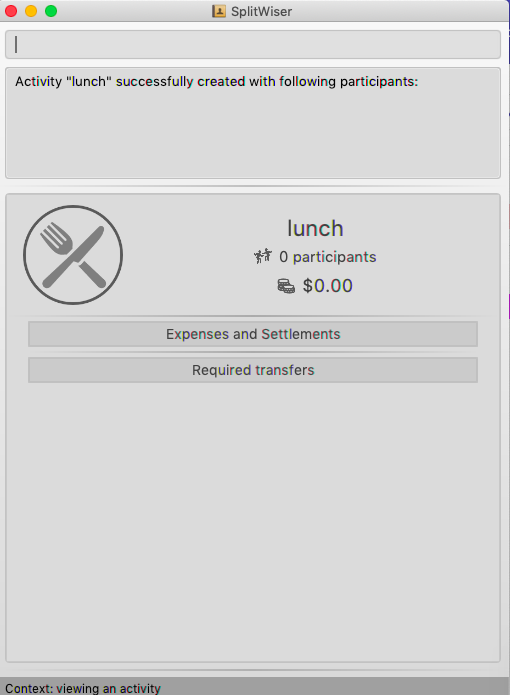 SplitWiser
Activity "lunch" successfully created with following participants:
lunch
0 participants
$0.00
Expenses and Settlements
Required transfers
Context: viewing an activity